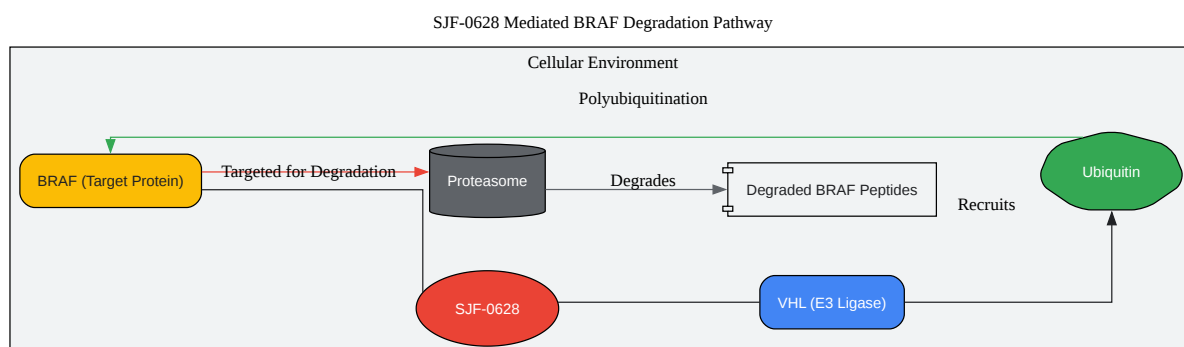 SJF-0628 Mediated BRAF Degradation Pathway
Cellular Environment
Polyubiquitination
BRAF (Target Protein)
Targeted for Degradation
Proteasome
Degrades
Degraded BRAF Peptides
Recruits
Ubiquitin
SJF-0628
VHL (E3 Ligase)